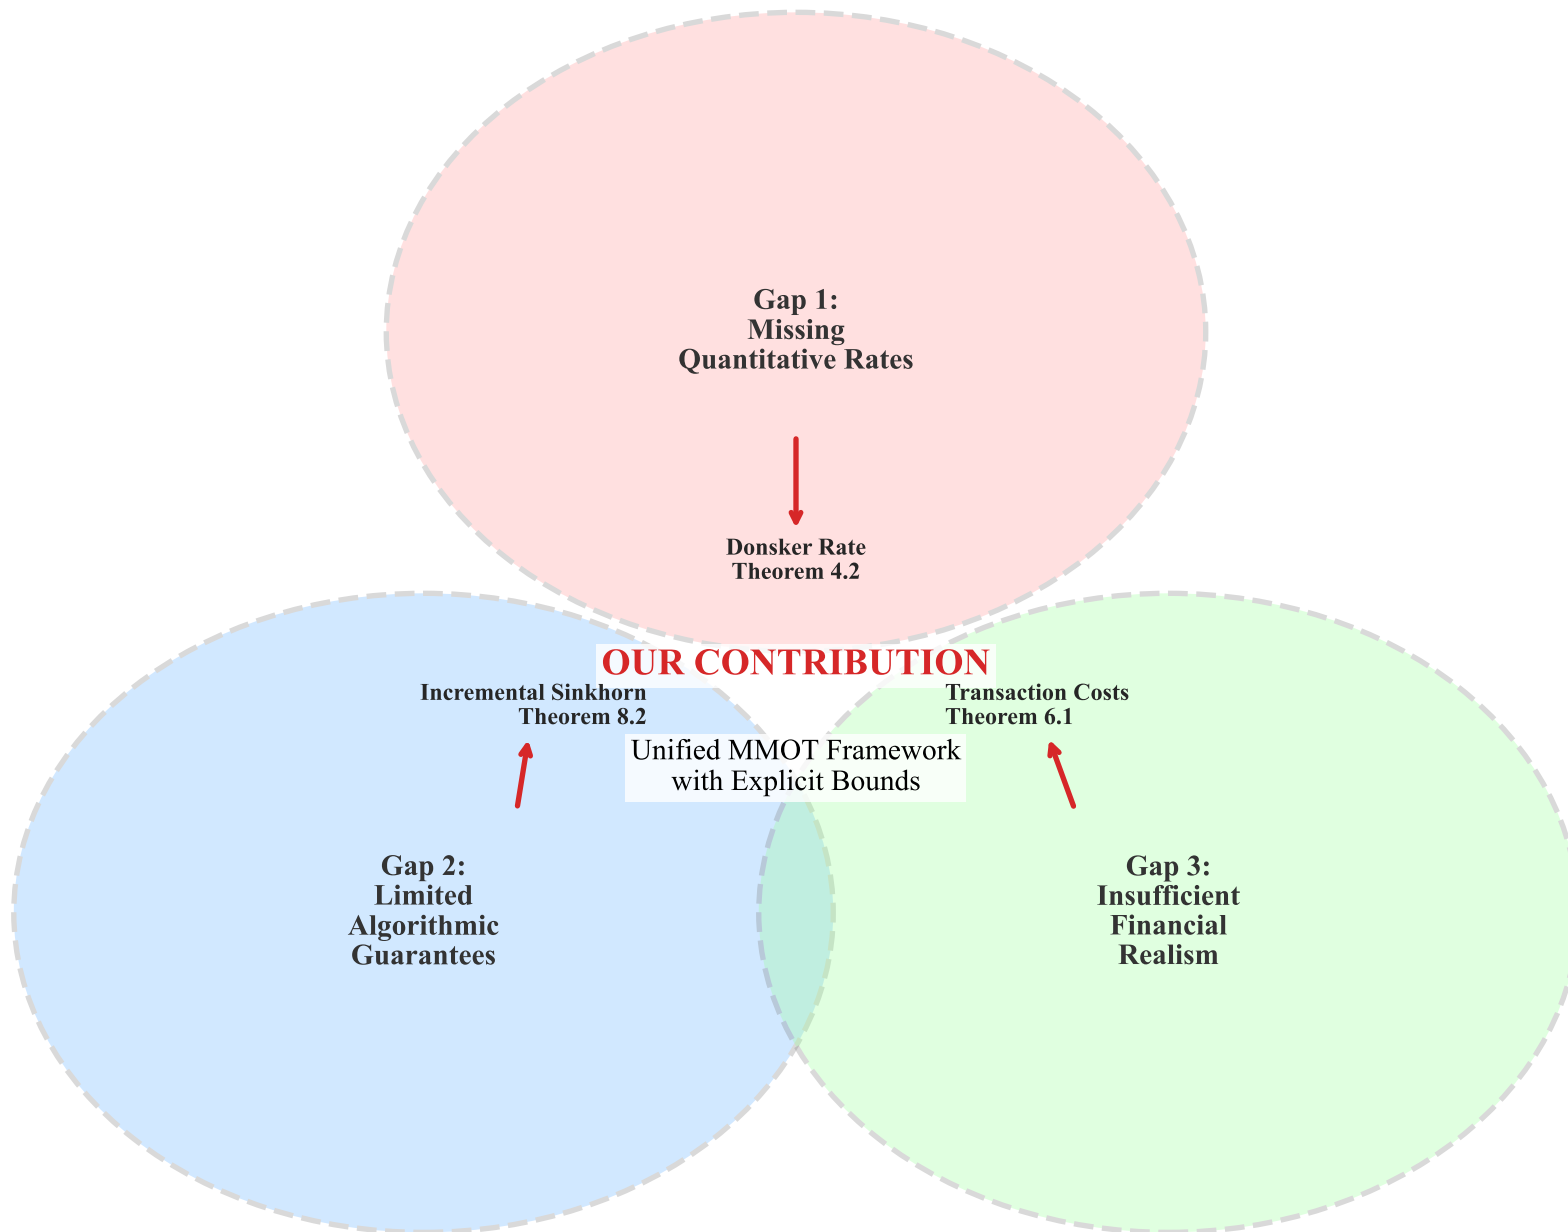 Gap 1:
Missing
Quantitative Rates
Donsker Rate
Theorem 4.2
OUR CONTRIBUTION
Incremental Sinkhorn
Theorem 8.2
Transaction Costs
Theorem 6.1
Unified MMOT Framework
with Explicit Bounds
Gap 2:
Limited
Algorithmic
Guarantees
Gap 3:
Insufficient
Financial
Realism